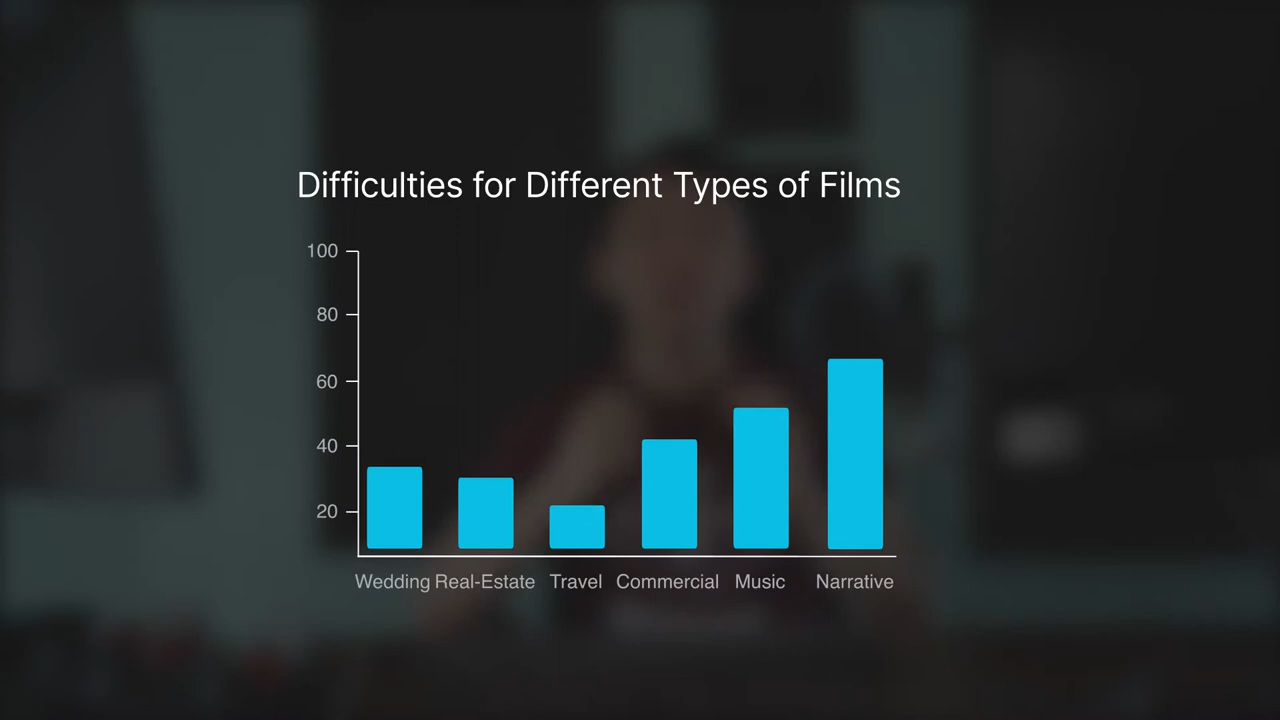 Difficulties for Different Types of Films
100
80
60
40
20
Wedding Real-Estate Travel Commercial Music Narrative